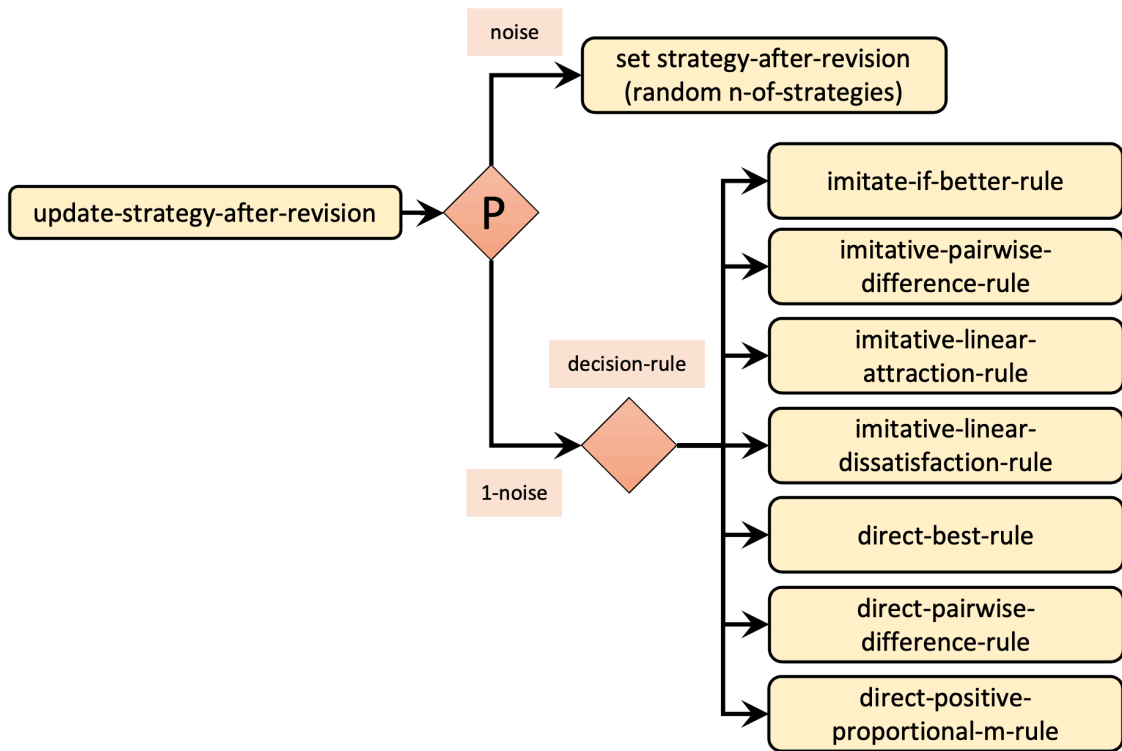 noise
set strategy-after-revision
(random n-of-strategies)
update-strategy-after-revision
P
imitate-if-better-rule
imitative-pairwise-
difference-rule
decision-rule
imitative-linear-
attraction-rule
imitative-linear-
dissatisfaction-rule
1-noise
direct-best-rule
direct-pairwise-
difference-rule
direct-positive-
proportional-m-rule